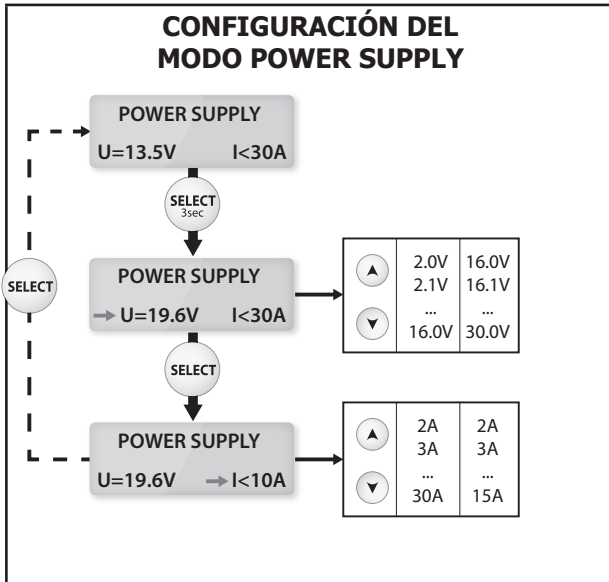 CONFIGURACIÓN DEL
MODO POWER SUPPLY
POWER SUPPLY
U=13.5V I<30A
SELECT
3sec
SELECT
POWER SUPPLY
U=19.6V I<30A
2.0V 16.0V
2.1V 16.1V
... ...
16.0V 30.0V
SELECT
POWER SUPPLY
U=19.6V I<10A
2A 2A
3A 3A
... ...
30A 15A